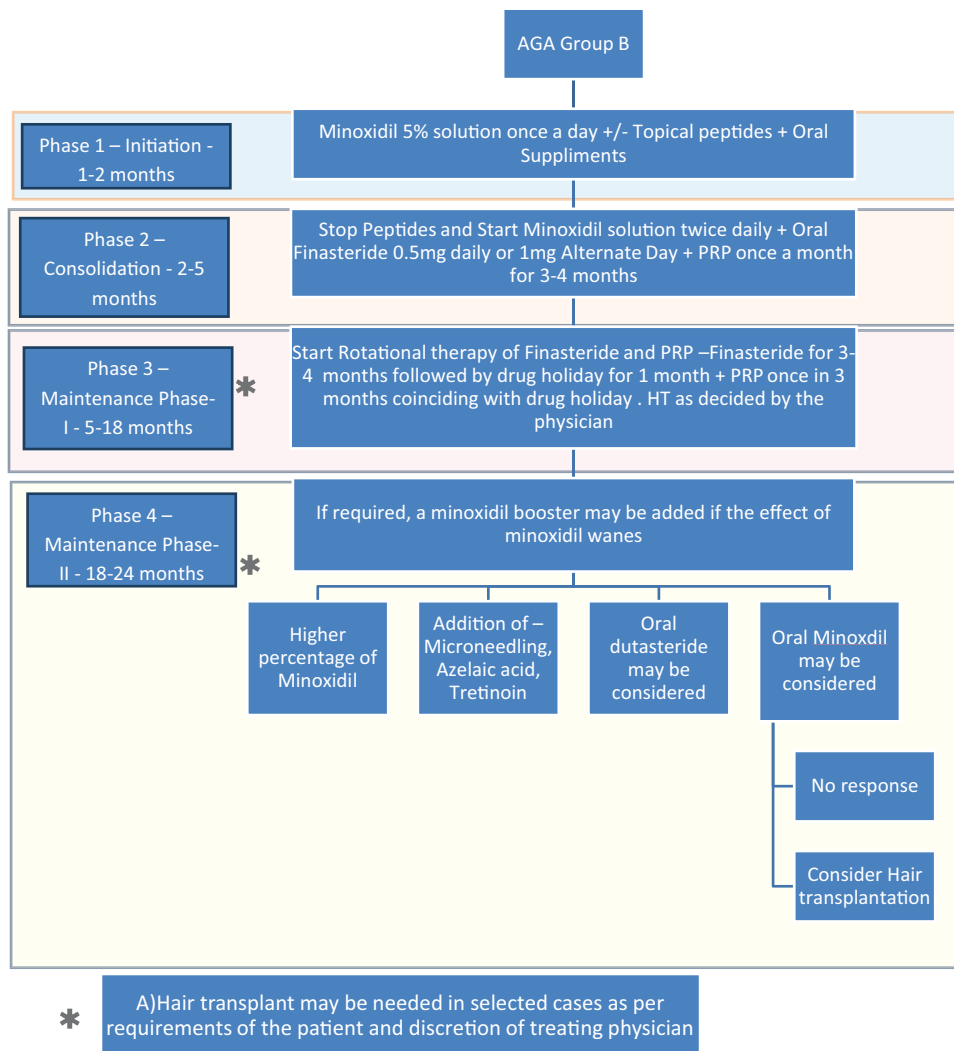 AGA Group B
Phase 1 – Initiation -
1-2 months
Minoxidil 5% solution once a day +/- Topical peptides + Oral
Suppliments
Phase 2 –
Consolidation - 2-5
months
Stop Peptides and Start Minoxidil solution twice daily + Oral
Finasteride 0.5mg daily or 1mg Alternate Day + PRP once a month
for 3-4 months
Phase 3 –
Maintenance Phase-
I - 5-18 months
*
Start Rotational therapy of Finasteride and PRP –Finasteride for 3-
4 months followed by drug holiday for 1 month + PRP once in 3
months coinciding with drug holiday . HT as decided by the
physician
Phase 4 –
Maintenance Phase-
II - 18-24 months
*
If required, a minoxidil booster may be added if the effect of
minoxidil wanes
Higher
percentage of
Minoxidil
Addition of –
Microneedling,
Azelaic acid,
Tretinoin
Oral
dutasteride
may be
considered
Oral Minoxdil
may be
considered
No response
Consider Hair
transplantation
*
A)Hair transplant may be needed in selected cases as per
requirements of the patient and discretion of treating physician